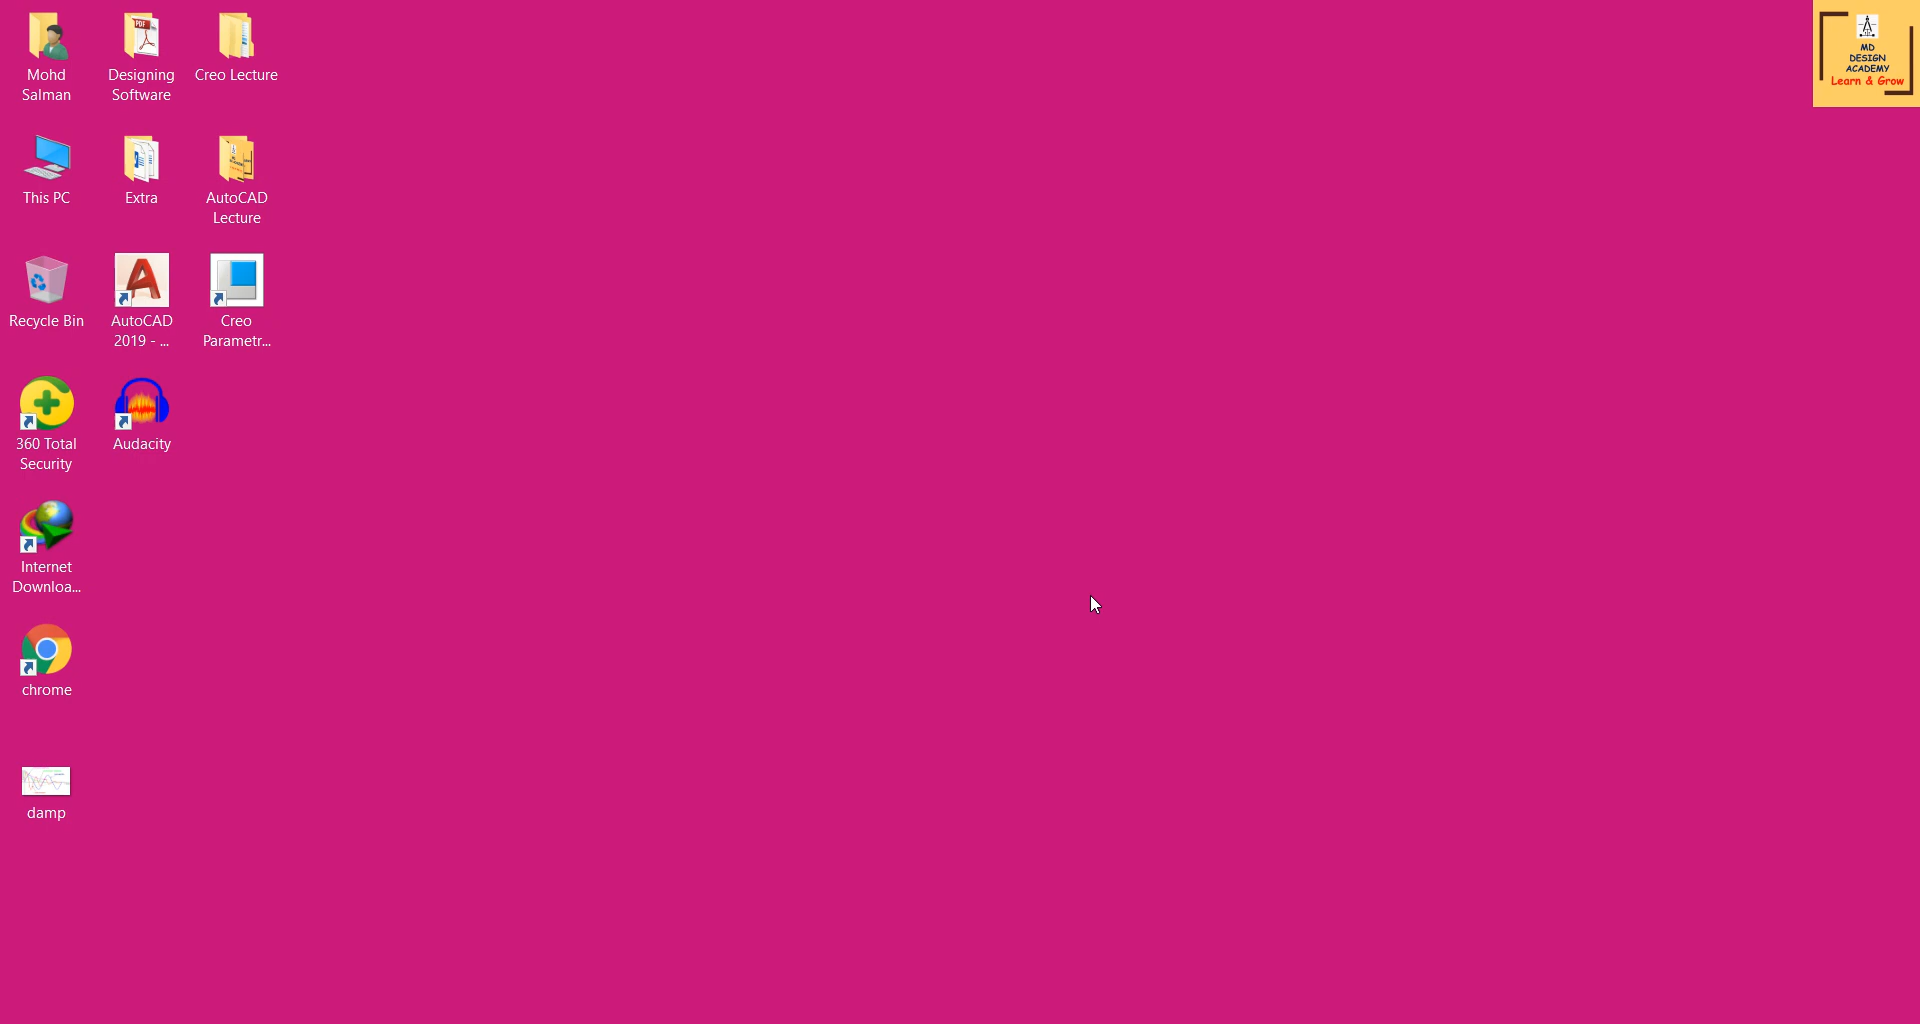 Mohd
Salman
Designing
Software
Creo Lecture
This PC
Extra
AutoCAD
Lecture
Recycle Bin
AutoCAD
2019 - ...
Creo
Parametr...
360 Total
Security
Audacity
Internet
Downloa...
chrome
damp
MD
DESIGN
ACADEMY
Learn & Grow
PDF